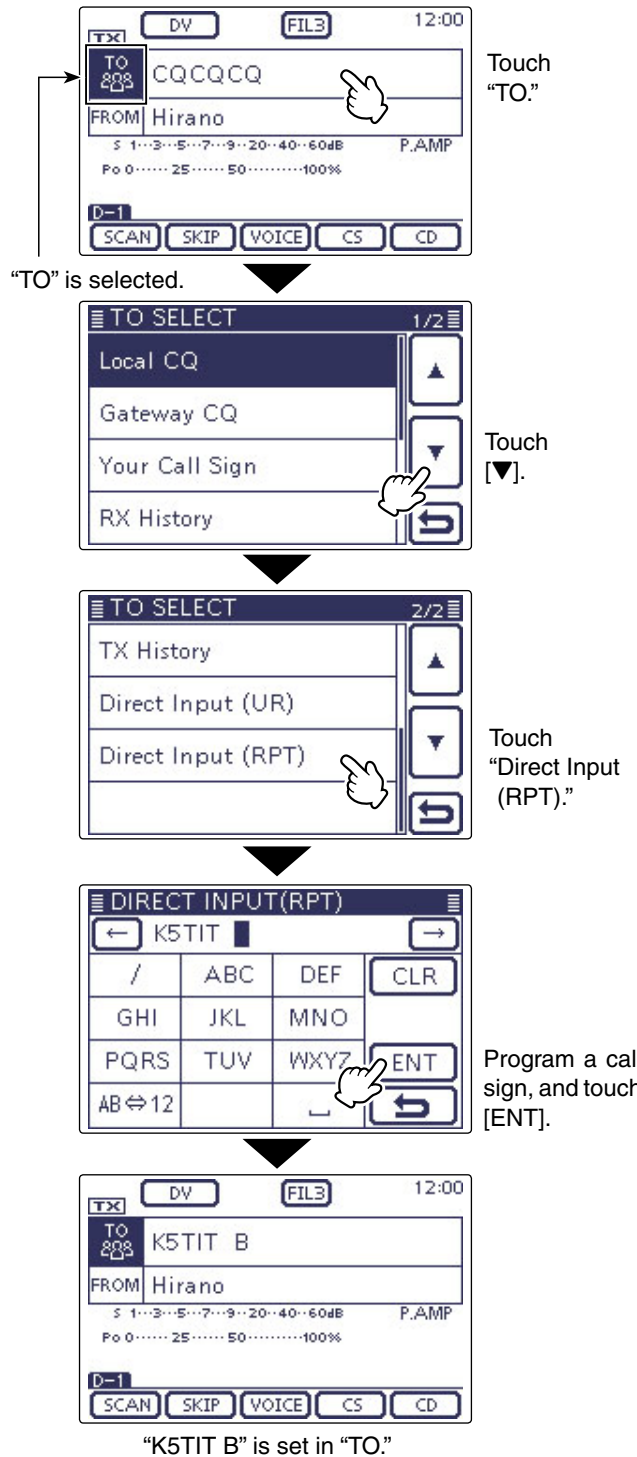 DV FIL3 12:00
TX
TO CQCQCQ
FROM Hirano
S 1···3···5···7···9··20··40··60dB P.AMP
Po 0······ 25······ 50··········100%
D-1
SCAN SKIP VOICE CS CD
Touch
“TO.”
“TO” is selected.
TO SELECT 1/2
Local CQ
▲
Gateway CQ
Your Call Sign
▼
RX History
Touch
[▼].
TO SELECT 2/2
TX History
▲
Direct Input (UR)
Direct Input (RPT)
▼
Touch
“Direct Input
(RPT).”
DIRECT INPUT(RPT)
← K5TIT →
/ ABC DEF CLR
GHI JKL MNO
PQRS TUV WXYZ ENT
AB⇔12 ⎵
Program a cal
sign, and touch
[ENT].
DV FIL3 12:00
TX
TO K5TIT B
FROM Hirano
S 1···3···5···7···9··20··40··60dB P.AMP
Po 0······ 25······ 50··········100%
D-1
SCAN SKIP VOICE CS CD
“K5TIT B” is set in “TO.”